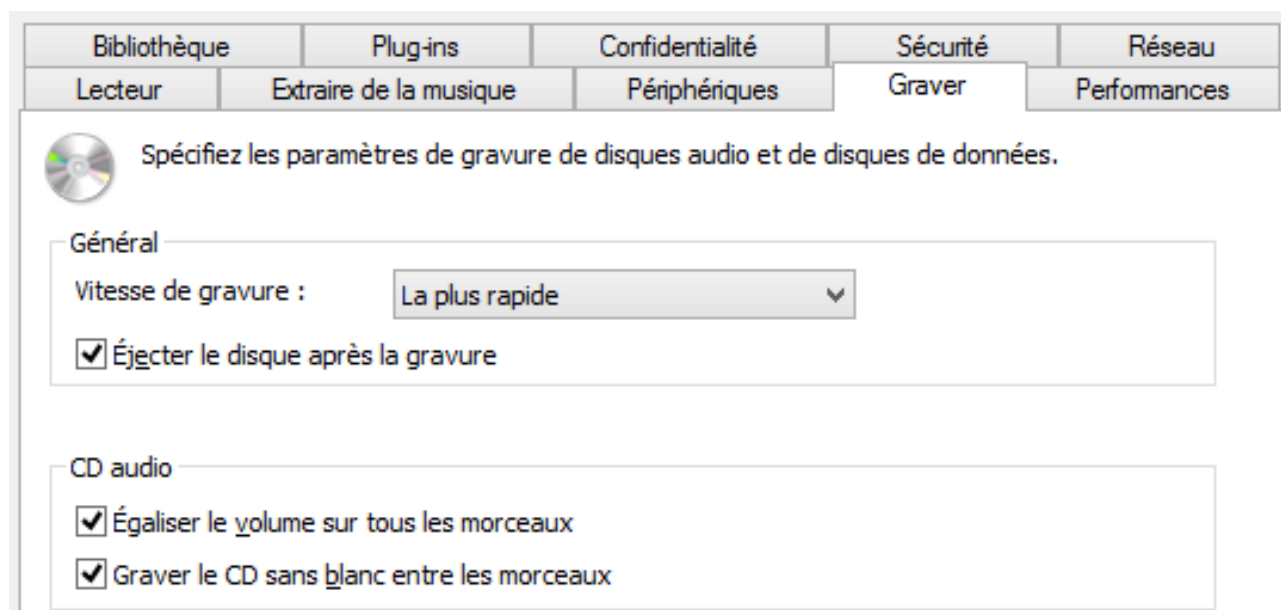 Bibliothèque Plug-ins Confidentialité Sécurité Réseau
Lecteur Extraire de la musique Périphériques Graver Performances
Spécifiez les paramètres de gravure de disques audio et de disques de données.
Général
Vitesse de gravure : La plus rapide
Éjecter le disque après la gravure
CD audio
Égaliser le volume sur tous les morceaux
Graver le CD sans blanc entre les morceaux